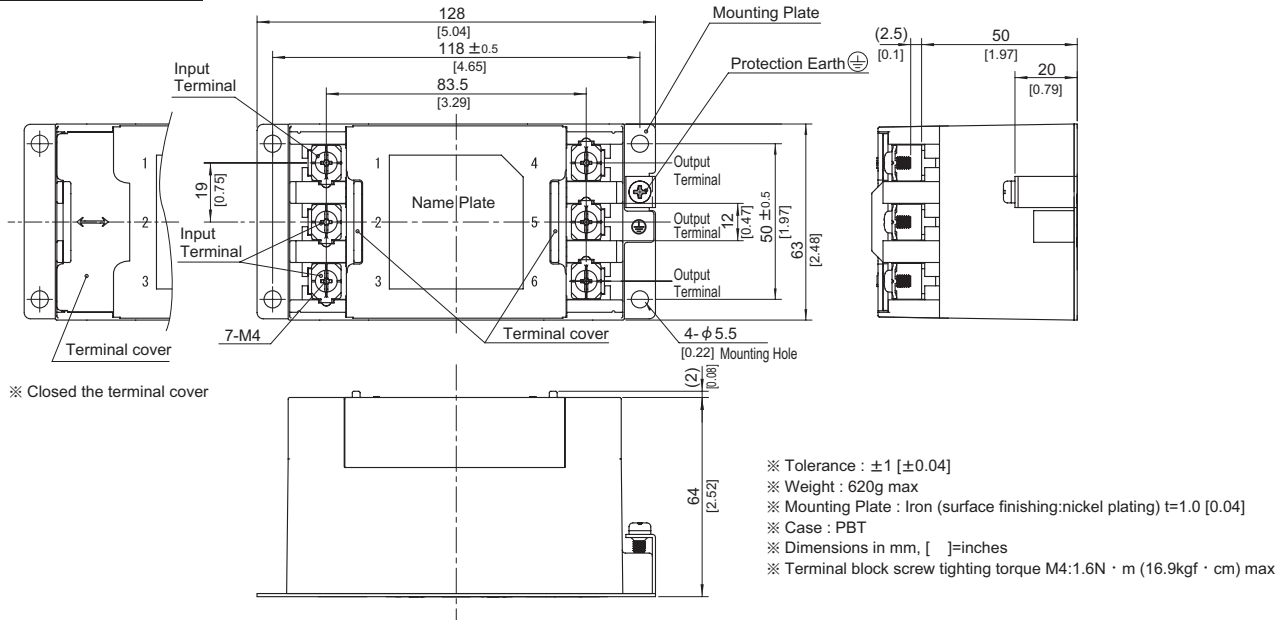 128
[5.04]
Mounting Plate
118 ±0.5
[4.65]
Protection Earth
83.5
[3.29]
Input
Terminal
(2.5)
[0.1]
50
[1.97]
20
[0.79]
1
2
3
19
[0.75]
Input
Terminal
1
2
3
Name Plate
4
5
6
Output
Terminal
Output
Terminal
Output
Terminal
12
[0.47]
50 ±0.5
[1.97]
63
[2.48]
Terminal cover
7-M4
Terminal cover
4-ϕ5.5
[0.22] Mounting Hole
※ Closed the terminal cover
(2)
[0.08]
64
[2.52]
※ Tolerance : ±1 [±0.04]
※ Weight : 620g max
※ Mounting Plate : Iron (surface finishing:nickel plating) t=1.0 [0.04]
※ Case : PBT
※ Dimensions in mm, [ ]=inches
※ Terminal block screw tighting torque M4:1.6N・m (16.9kgf・cm) max